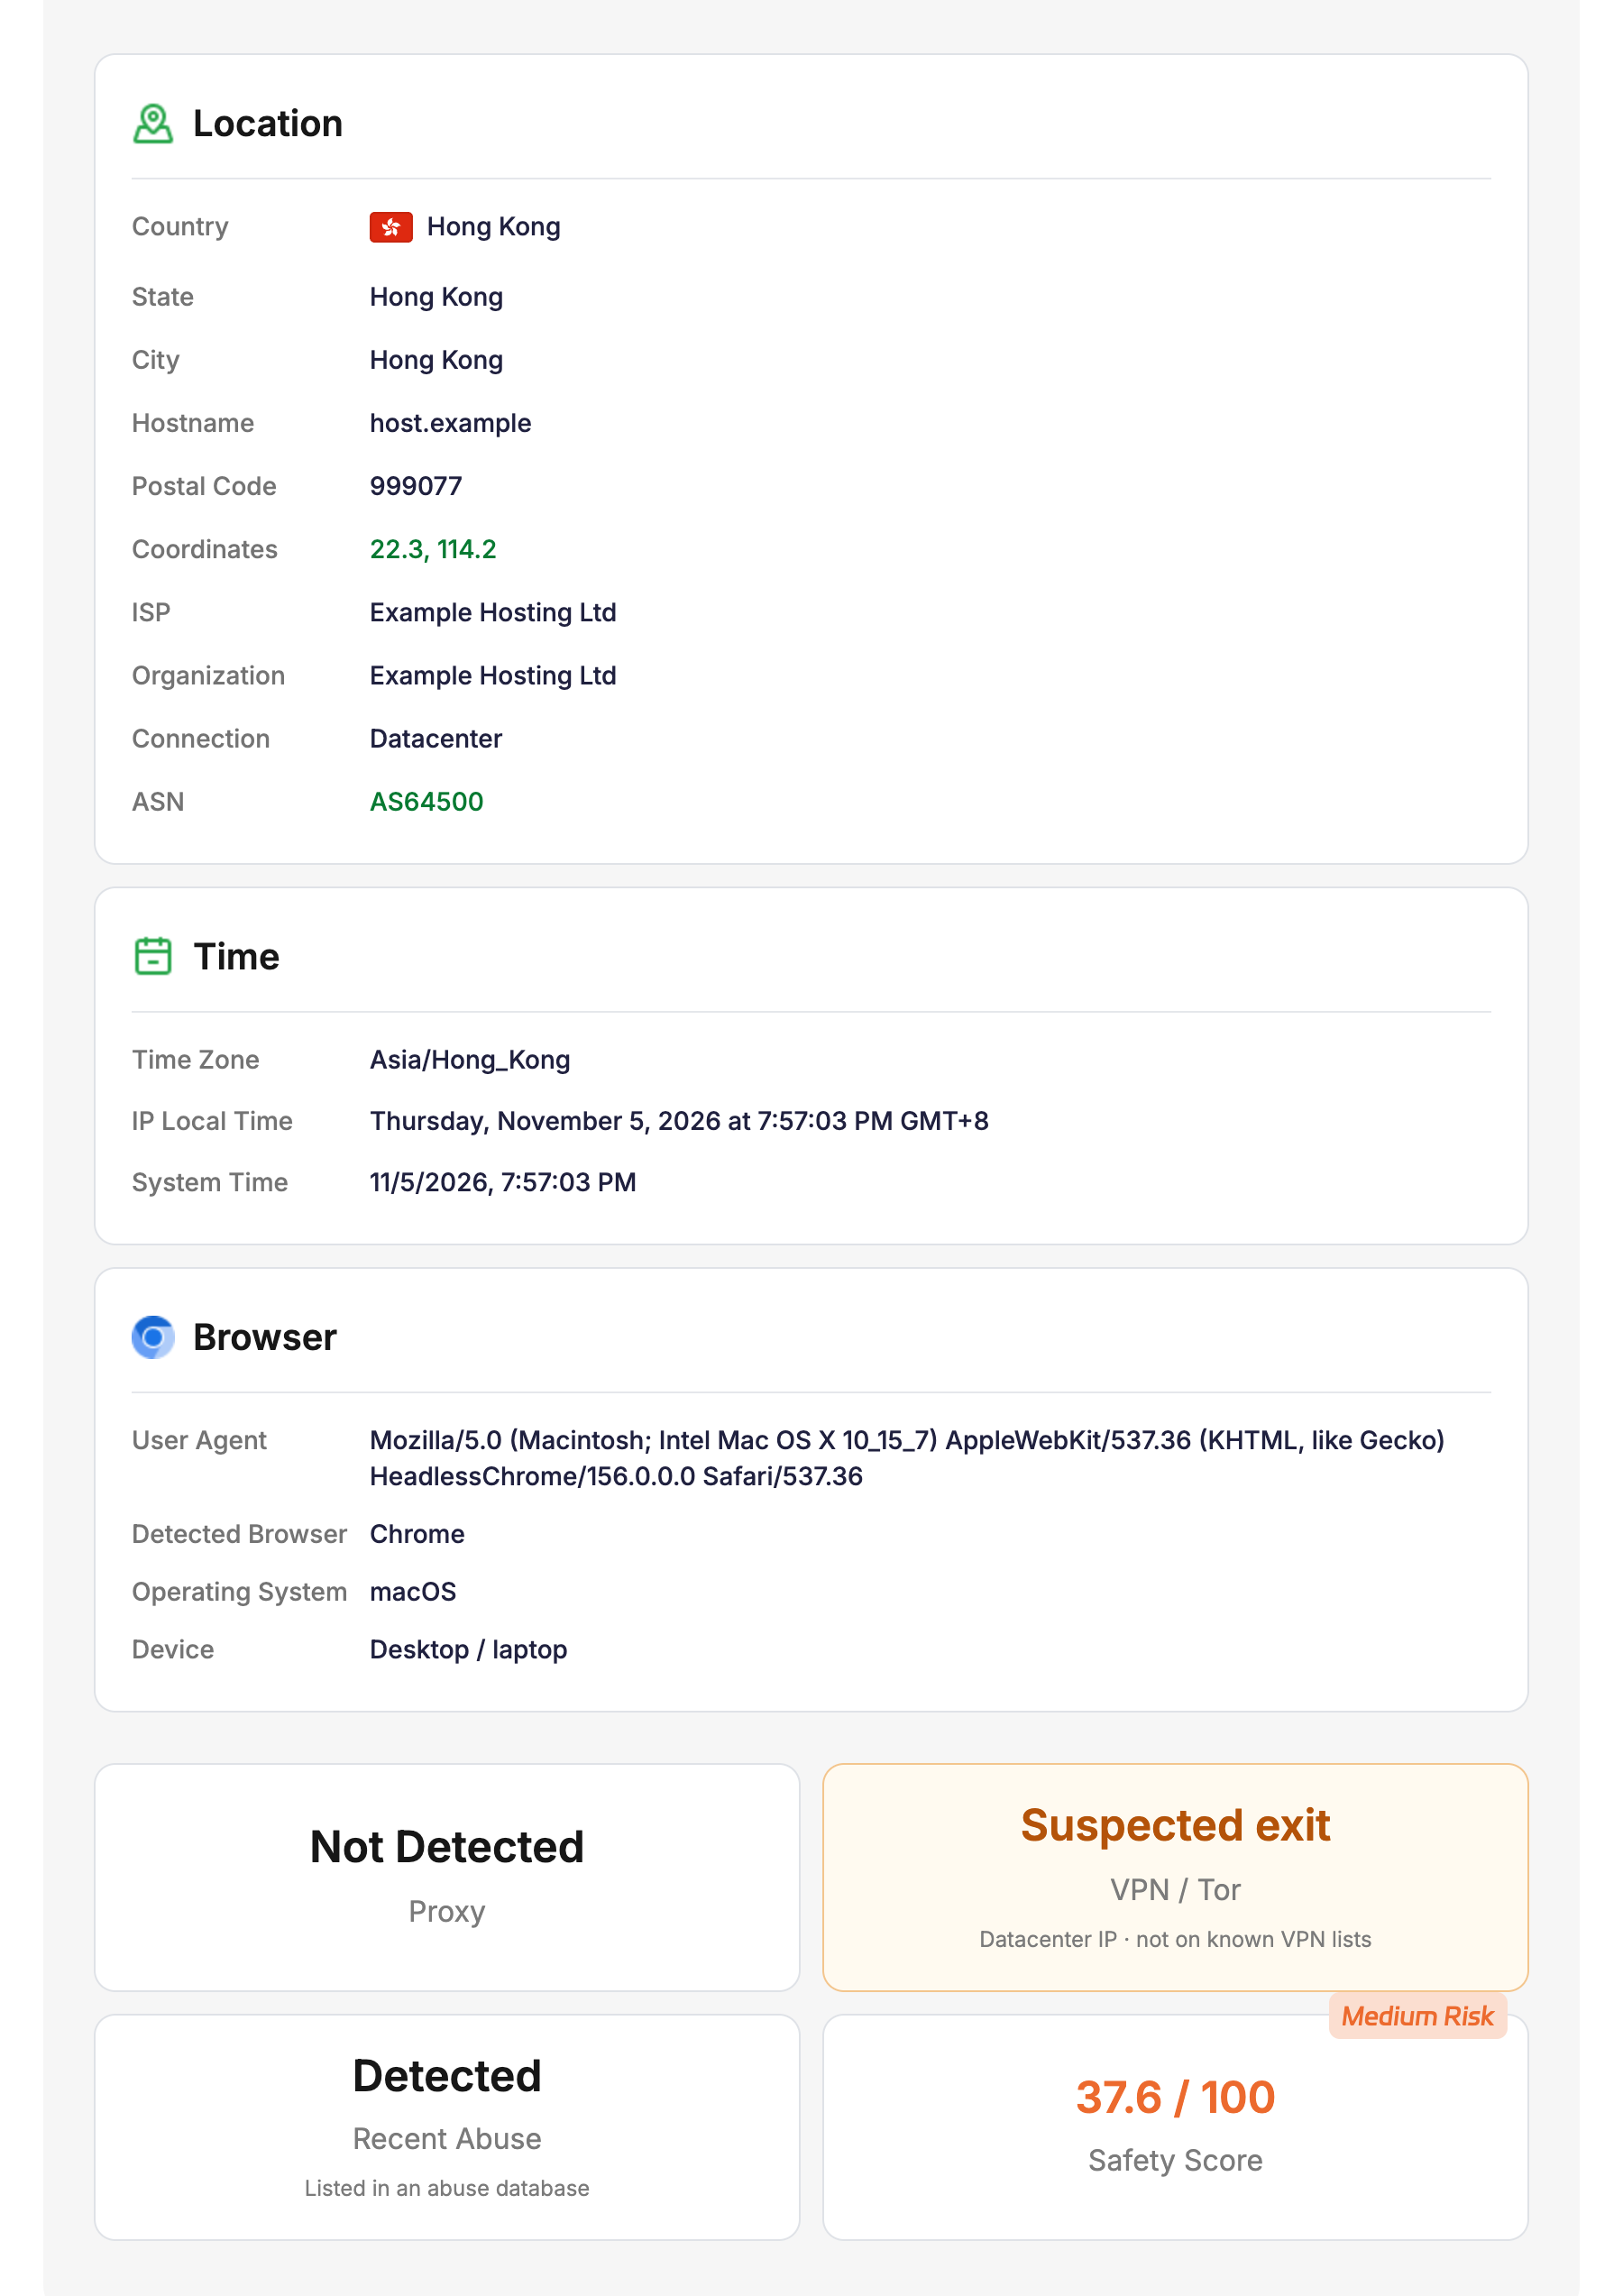 Location
Country Hong Kong
State Hong Kong
City Hong Kong
Hostname host.example
Postal Code 999077
Coordinates 22.3, 114.2
ISP Example Hosting Ltd
Organization Example Hosting Ltd
Connection Datacenter
ASN AS64500
Time
Time Zone Asia/Hong_Kong
IP Local Time Thursday, November 5, 2026 at 7:57:03 PM GMT+8
System Time 11/5/2026, 7:57:03 PM
Browser
User Agent Mozilla/5.0 (Macintosh; Intel Mac OS X 10_15_7) AppleWebKit/537.36 (KHTML, like Gecko)
HeadlessChrome/156.0.0.0 Safari/537.36
Detected Browser Chrome
Operating System macOS
Device Desktop / laptop
Not Detected
Proxy
Suspected exit
VPN / Tor
Datacenter IP · not on known VPN lists
Detected
Recent Abuse
Listed in an abuse database
Medium Risk
37.6 / 100
Safety Score